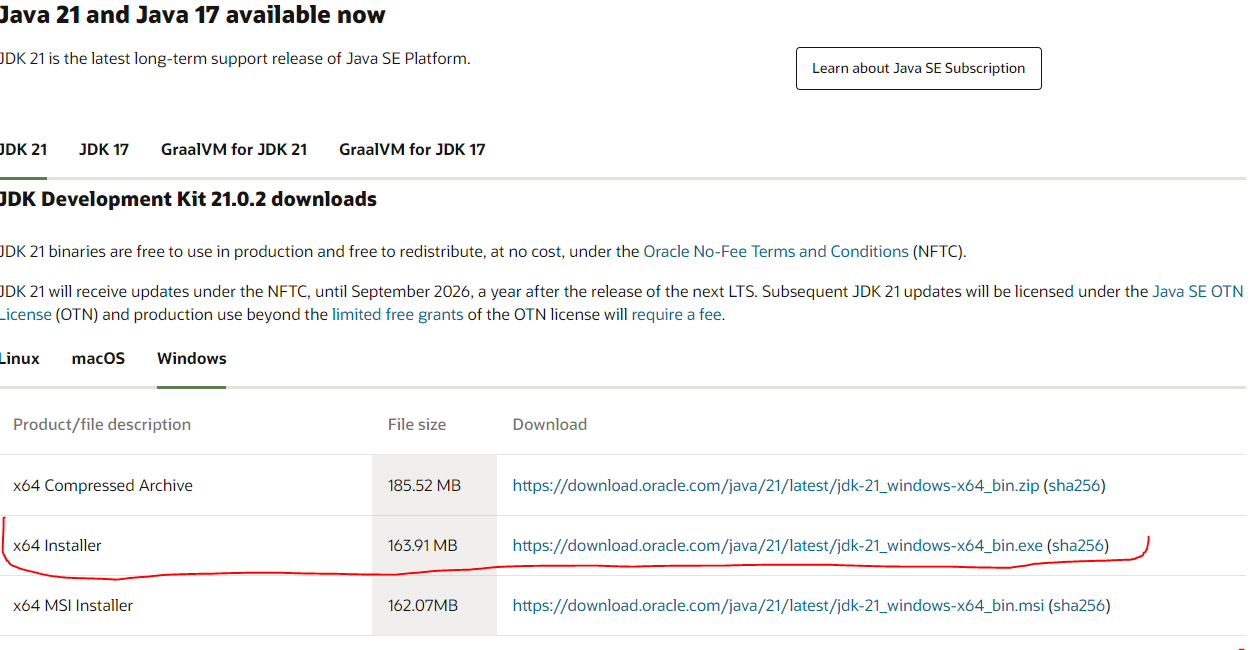 Java 21 and Java 17 available now
JDK 21 is the latest long-term support release of Java SE Platform.
Learn about Java SE Subscription
JDK 21 JDK 17 GraalVM for JDK 21 GraalVM for JDK 17
JDK Development Kit 21.0.2 downloads
JDK 21 binaries are free to use in production and free to redistribute, at no cost, under the Oracle No-Fee Terms and Conditions (NFTC).
JDK 21 will receive updates under the NFTC, until September 2026, a year after the release of the next LTS. Subsequent JDK 21 updates will be licensed under the Java SE OTN
License (OTN) and production use beyond the limited free grants of the OTN license will require a fee.
Linux macOS Windows
Product/file description File size Download
x64 Compressed Archive 185.52 MB https://download.oracle.com/java/21/latest/jdk-21_windows-x64_bin.zip (sha256)
x64 Installer 163.91 MB https://download.oracle.com/java/21/latest/jdk-21_windows-x64_bin.exe (sha256)
x64 MSI Installer 162.07MB https://download.oracle.com/java/21/latest/jdk-21_windows-x64_bin.msi (sha256)